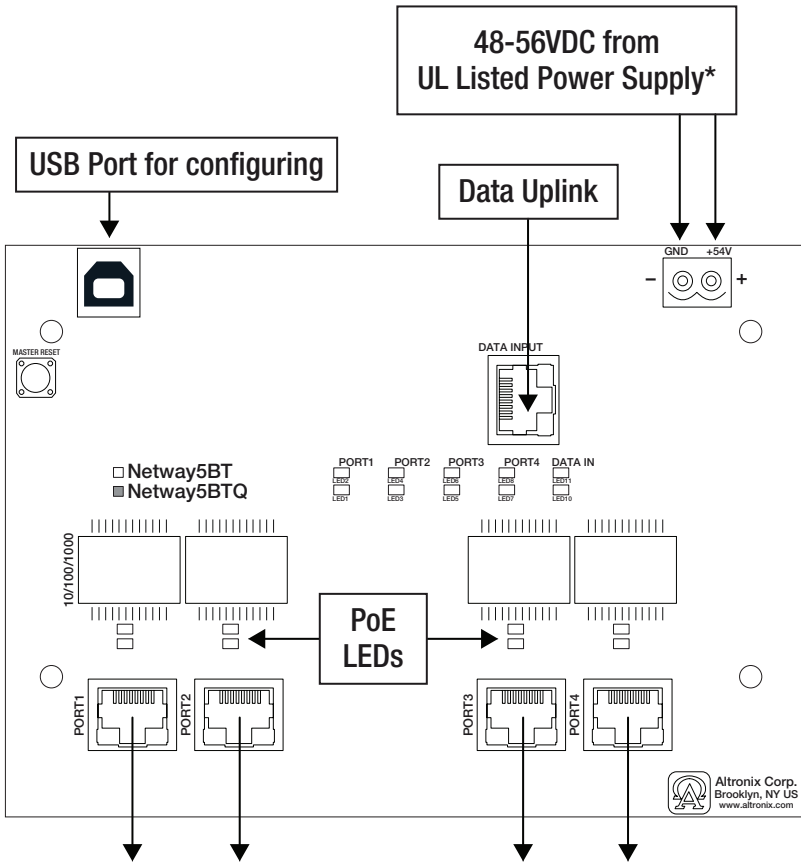 48-56VDC from
UL Listed Power Supply*
USB Port for configuring
Data Uplink
GND +54V
− +
MASTER RESET
DATA INPUT
PORT1 PORT2 PORT3 PORT4 DATA IN
LED2 LED4 LED6 LED8 LED11
LED1 LED3 LED5 LED7 LED10
Netway5BT
Netway5BTQ
10/100/1000
PoE
LEDs
PORT1
PORT2
PORT3
PORT4
Altronix Corp.
Brooklyn, NY US
www.altronix.com